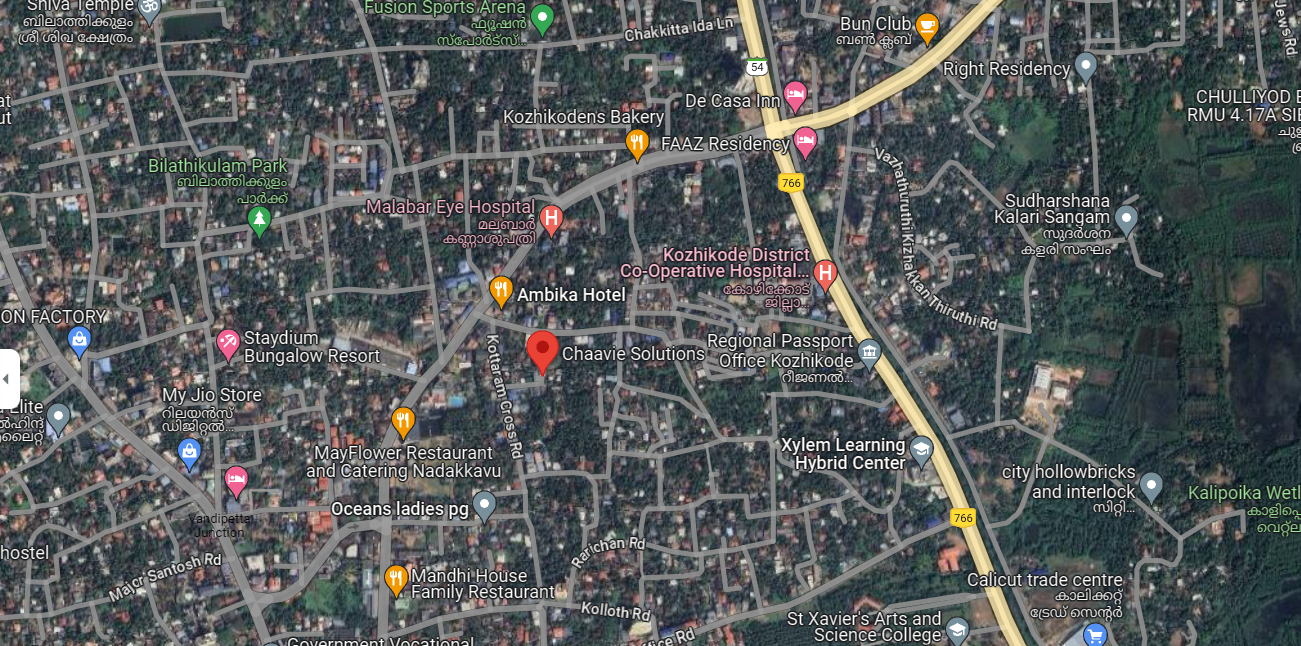 Shiva Temple
ബിലാത്തിക്കുളം
ശ്രീ ശിവ ക്ഷേത്രം
Fusion Sports Arena
ഫ്യൂഷൻ
സ്പോർട്സ്...
Chakkitta Ida Ln
Bun Club
ബൺ ക്ലബ്
54
Right Residency
Jews Rd
De Casa Inn
CHULLIYOD
RMU 4.17A
Kozhikodens Bakery
FAAZ Residency
Bilathikulam Park
ബിലാത്തിക്കുളം
പാർക്ക്
766
Vazhathuruthi Kizhakkan Thiruthi Rd
Malabar Eye Hospital
മലബാർ
കണ്ണാശുപത്രി
Sudharshana
Kalari Sangam
സുദർശന
കളരി സംഘം
Kozhikode District
Co-Operative Hospital...
കോഴിക്കോട്
ജില്ലാ...
Ambika Hotel
ON FACTORY
Staydium
Bungalow Resort
Kottaram Cross Rd
Chaavie Solutions
Regional Passport
Office Kozhikode
റീജണൽ...
My Jio Store
റിലയൻസ്
ഡിജിറ്റൽ...
Elite
MayFlower Restaurant
and Catering Nadakkavu
Xylem Learning
Hybrid Center
city hollowbricks
and interlock
സിറ്റി...
Oceans ladies pg
Kalipoika Wetl
Vandipetta
Junction
766
hostel
Major Santosh Rd
Rarichan Rd
Mandhi House
Family Restaurant
Calicut trade centre
കാലിക്കറ്റ്
ട്രേഡ് സെന്റർ
Kolloth Rd
St Xavier's Arts and
Science College
Government Vocational
ffice Rd